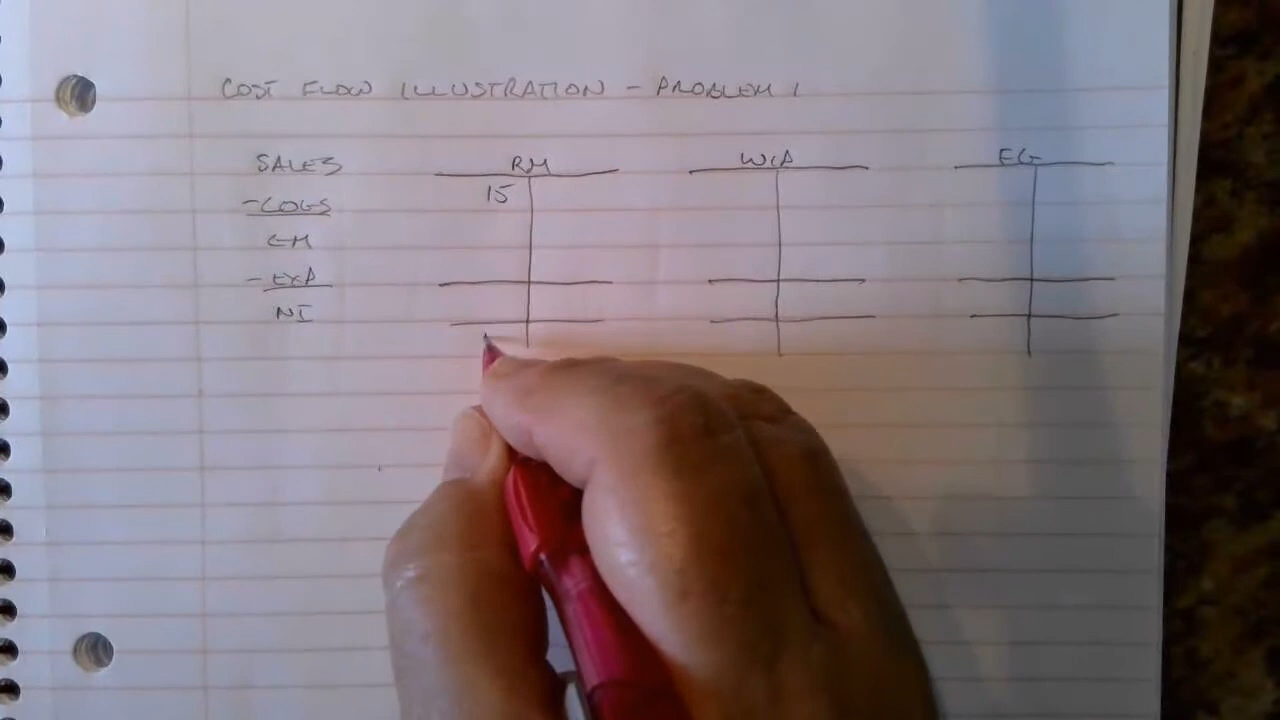 COST FLOW ILLUSTRATION - PROBLEM 1
SALES RM WIP FG
- COGS 15
GM
- EXP
NI